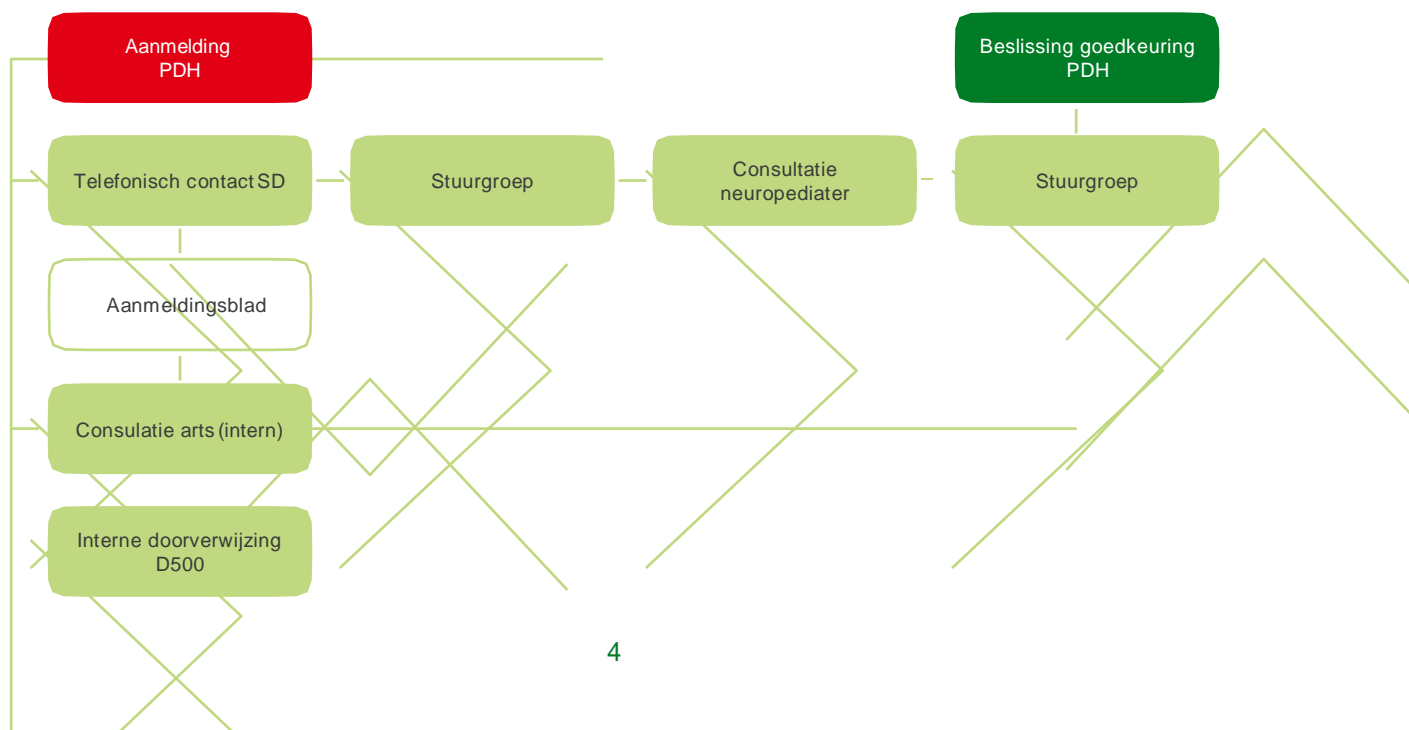 Aanmelding
PDH
Beslissing goedkeuring
PDH
Telefonisch contact SD
Stuurgroep
Consultatie
neuropediater
Stuurgroep
Aanmeldingsblad
Consulatie arts (intern)
Interne doorverwijzing
D500
4